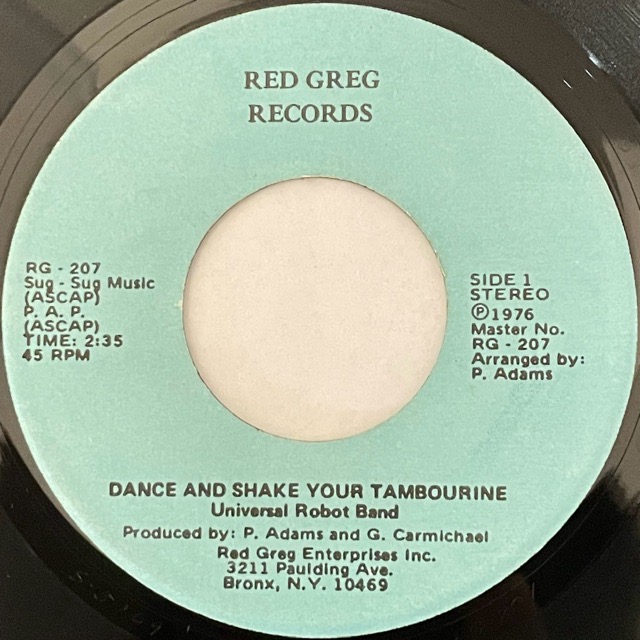 RED GREG
RECORDS
RG - 207
Sug - Sug Music
(ASCAP)
P. A. P.
(ASCAP)
TIME: 2:35
45 RPM
SIDE 1
STEREO
Ⓟ1976
Master No.
RG - 207
Arranged by:
P. Adams
DANCE AND SHAKE YOUR TAMBOURINE
Universal Robot Band
Produced by: P. Adams and G. Carmichael
Red Greg Enterprises Inc.
3211 Paulding Ave.
Bronx, N.Y. 10469